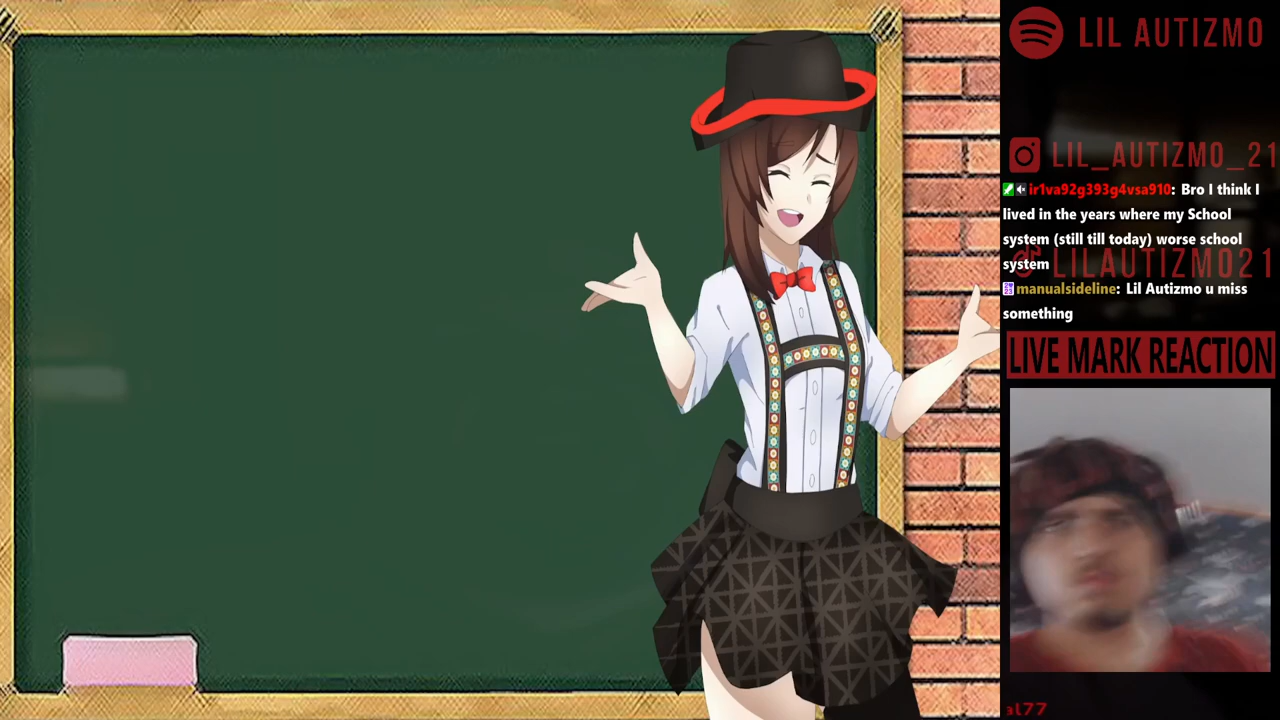 LIL AUTIZMO
LIL_AUTIZMO_21
ir1va92g393g4vsa910: Bro I think I
lived in the years where my School
system (still till today) worse school
system
LILAUTIZMO21
manualsideline: Lil Autizmo u miss
something
LIVE MARK REACTION
al77